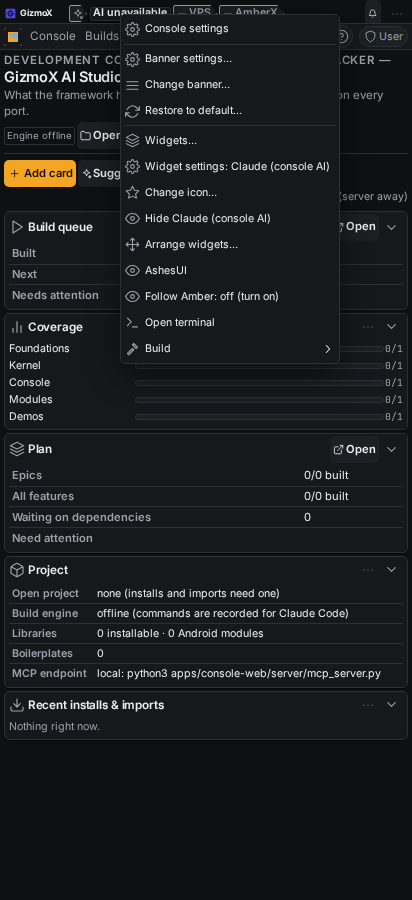 GizmoX AI unavailable VPS AmberX
Console Builds User
Console settings
Banner settings...
Change banner...
Restore to default...
Widgets...
Widget settings: Claude (console AI)
Change icon...
Hide Claude (console AI)
Arrange widgets...
AshesUI
Follow Amber: off (turn on)
Open terminal
Build
DEVELOPMENT CO ACKER —
GizmoX AI Studio
What the framework h on every
port.
Engine offline Open
Add card Sugg
(server away)
Build queue Open
Built
Next
Needs attention
Coverage
Foundations 0/1
Kernel 0/1
Console 0/1
Modules 0/1
Demos 0/1
Plan Open
Epics 0/0 built
All features 0/0 built
Waiting on dependencies 0
Need attention
Project
Open project none (installs and imports need one)
Build engine offline (commands are recorded for Claude Code)
Libraries 0 installable · 0 Android modules
Boilerplates 0
MCP endpoint local: python3 apps/console-web/server/mcp_server.py
Recent installs & imports
Nothing right now.